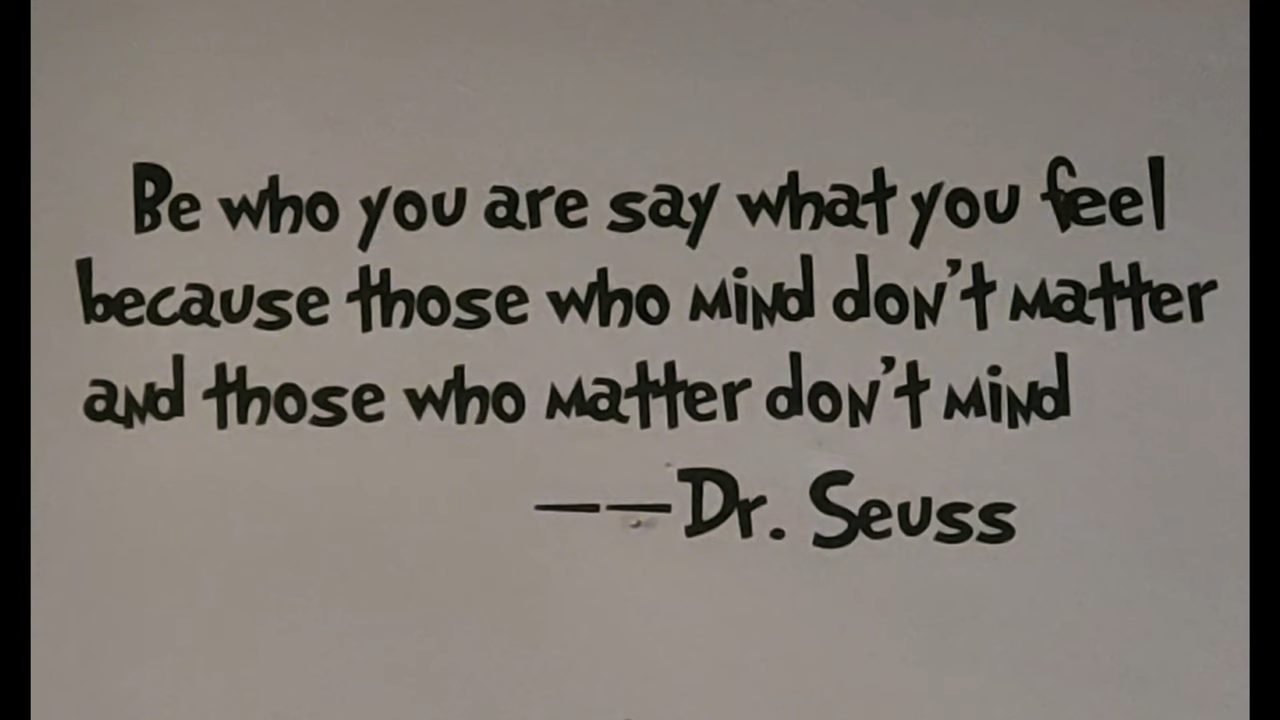 Be who you are say what you feel
because those who mind don't matter
and those who matter don't mind
——Dr. Seuss